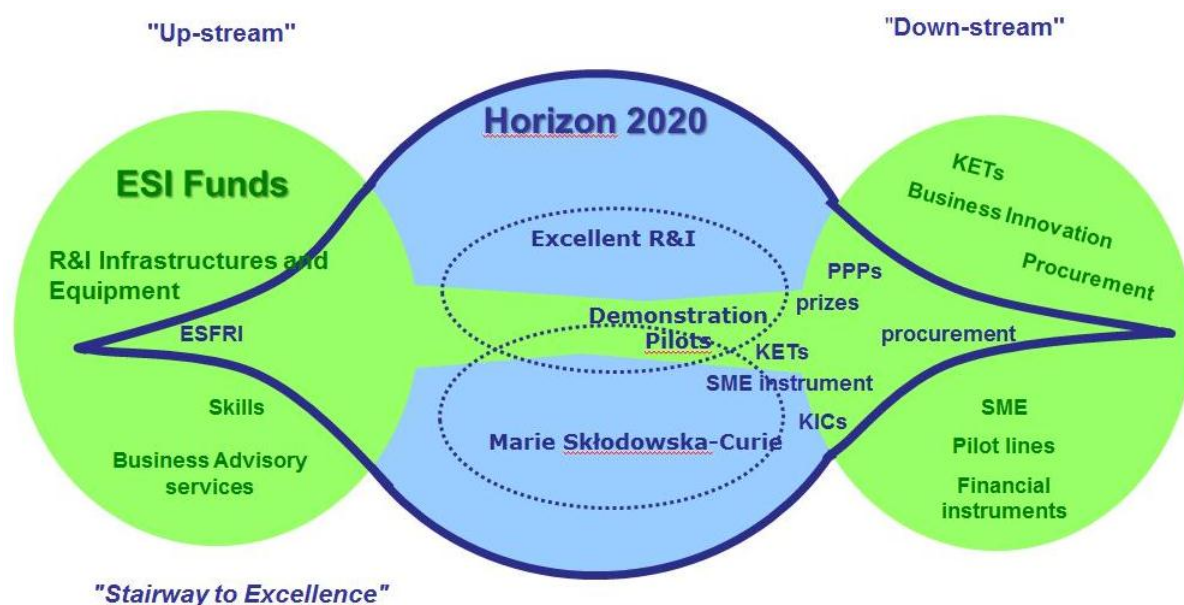 "Up-stream"
"Down-stream"
Horizon 2020
ESI Funds
KETs
Business Innovation
Procurement
Excellent R&I
R&I Infrastructures and
Equipment
PPPs
prizes
Demonstration
Pilots
ESFRI
procurement
KETs
SME instrument
Skills
KICs
SME
Marie Skłodowska-Curie
Pilot lines
Business Advisory
services
Financial
instruments
"Stairway to Excellence"